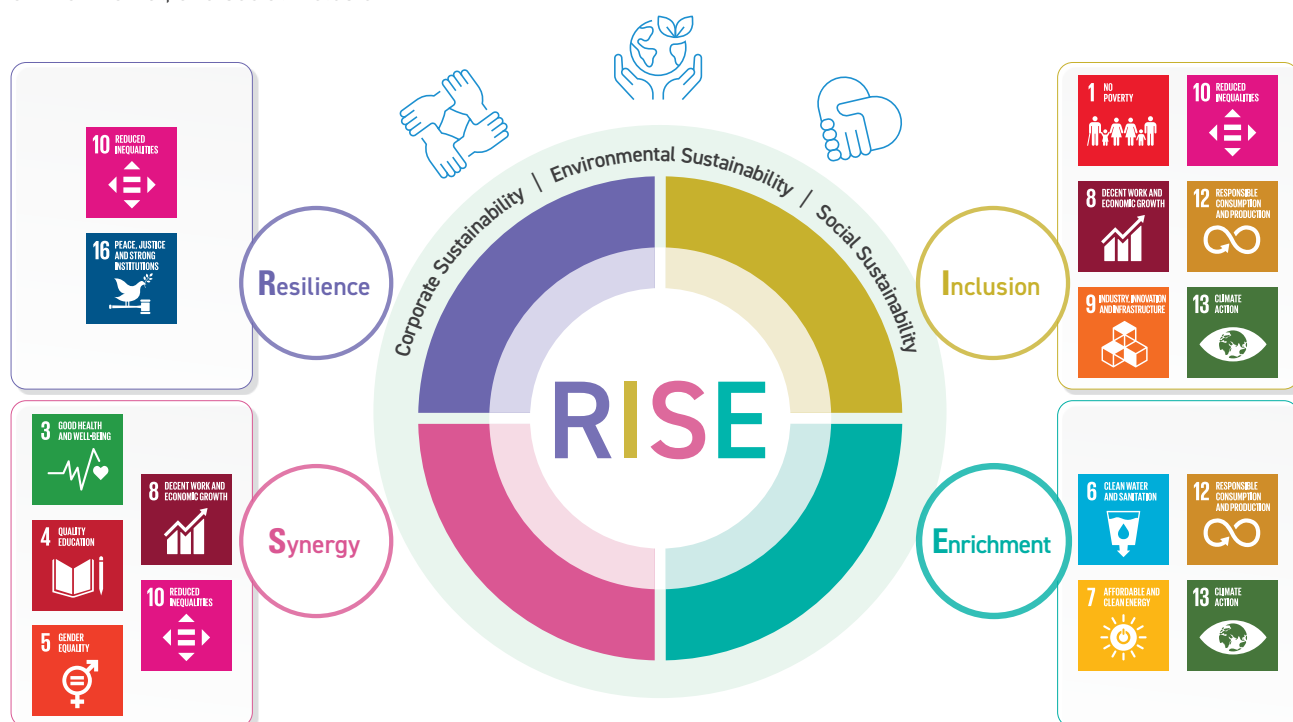 Corporate Sustainability | Environmental Sustainability | Social Sustainability
10 REDUCED
INEQUALITIES
16 PEACE, JUSTICE
AND STRONG
INSTITUTIONS
Resilience
1 NO
POVERTY
10 REDUCED
INEQUALITIES
8 DECENT WORK AND
ECONOMIC GROWTH
12 RESPONSIBLE
CONSUMPTION
AND PRODUCTION
9 INDUSTRY, INNOVATION
AND INFRASTRUCTURE
13 CLIMATE
ACTION
Inclusion
RISE
3 GOOD HEALTH
AND WELL-BEING
8 DECENT WORK AND
ECONOMIC GROWTH
4 QUALITY
EDUCATION
10 REDUCED
INEQUALITIES
5 GENDER
EQUALITY
Synergy
Enrichment
6 CLEAN WATER
AND SANITATION
12 RESPONSIBLE
CONSUMPTION
AND PRODUCTION
7 AFFORDABLE AND
CLEAN ENERGY
13 CLIMATE
ACTION